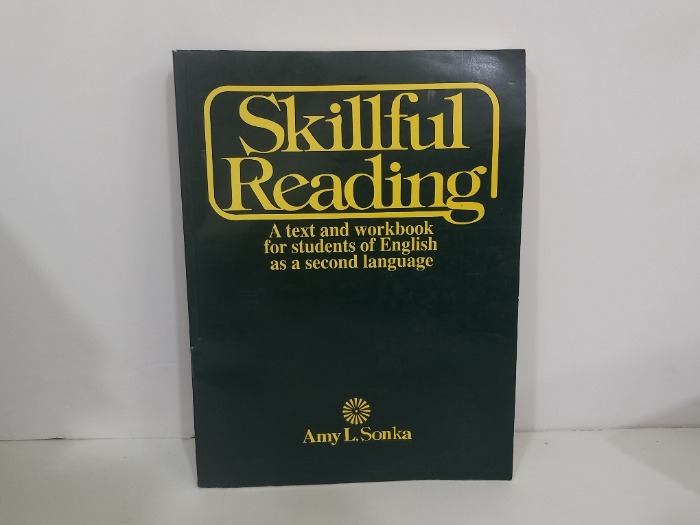 Skillful
Reading
A text and workbook
for students of English
as a second language
Amy L. Sonka